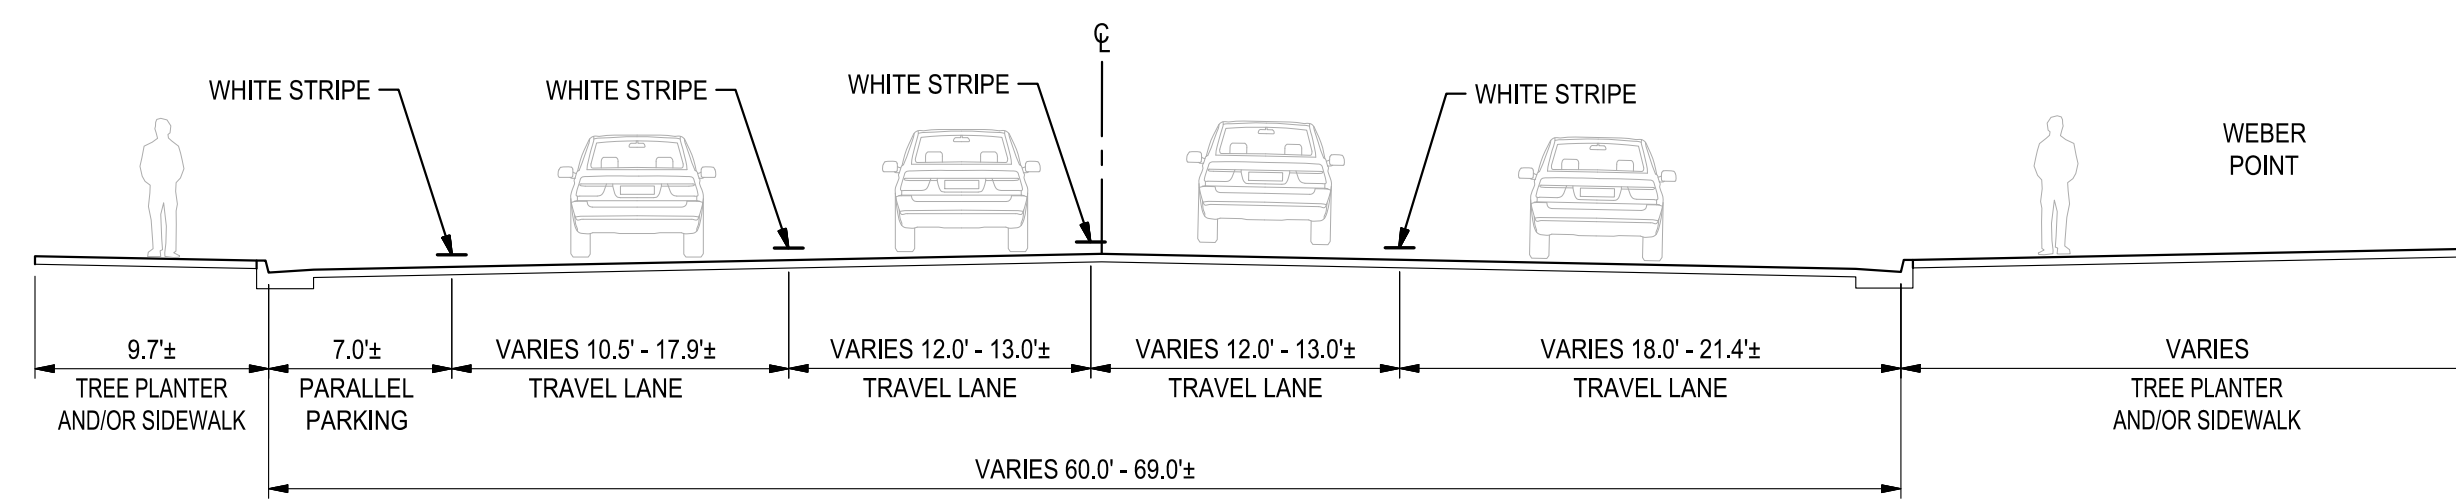 ℄
WHITE STRIPE
WHITE STRIPE
WHITE STRIPE
WHITE STRIPE
WEBER
POINT
9.7'±
7.0'±
VARIES 10.5' - 17.9'±
VARIES 12.0' - 13.0'±
VARIES 12.0' - 13.0'±
VARIES 18.0' - 21.4'±
VARIES
TREE PLANTER
AND/OR SIDEWALK
PARALLEL
PARKING
TRAVEL LANE
TRAVEL LANE
TRAVEL LANE
TRAVEL LANE
TREE PLANTER
AND/OR SIDEWALK
VARIES 60.0' - 69.0'±